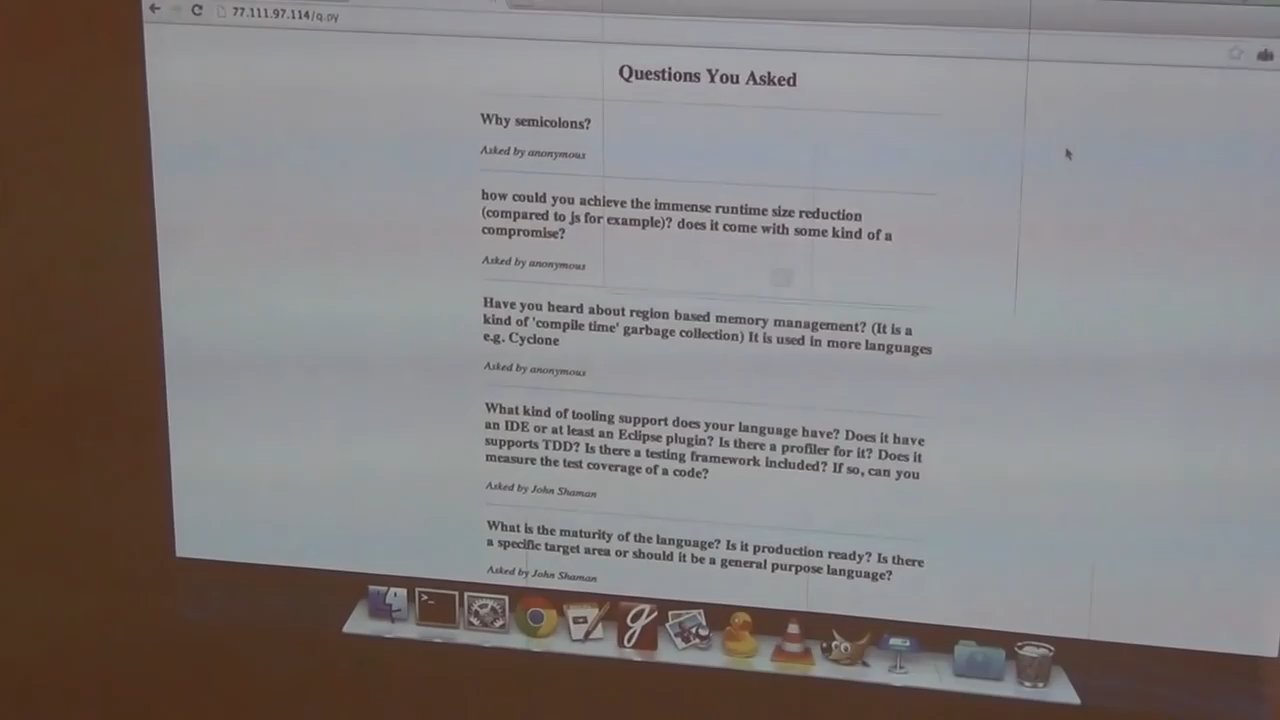 77.111.97.114/q.py
Questions You Asked
Why semicolons?
Asked by anonymous
how could you achieve the immense runtime size reduction
(compared to js for example)? does it come with some kind of a
compromise?
Asked by anonymous
Have you heard about region based memory management? (It is a
kind of 'compile time' garbage collection) It is used in more languages
e.g. Cyclone
Asked by anonymous
What kind of tooling support does your language have? Does it have
an IDE or at least an Eclipse plugin? Is there a profiler for it? Does it
supports TDD? Is there a testing framework included? If so, can you
measure the test coverage of a code?
Asked by John Shaman
What is the maturity of the language? Is it production ready? Is there
a specific target area or should it be a general purpose language?
Asked by John Shaman